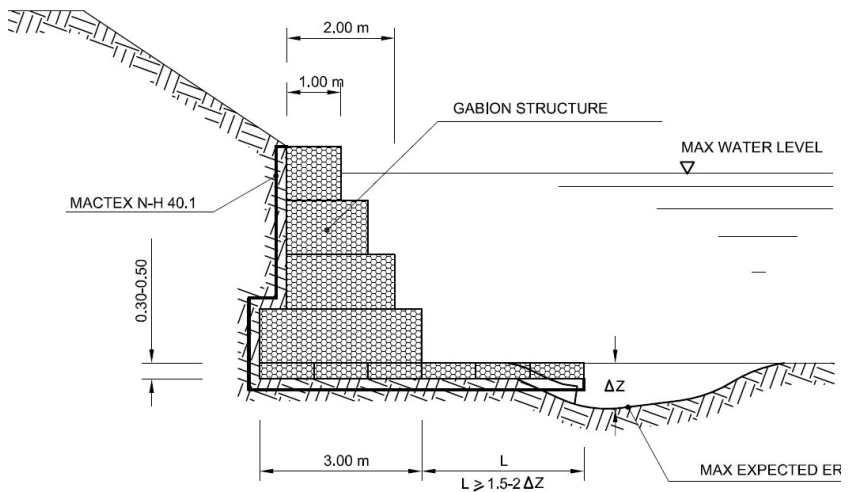 2.00 m
1.00 m
GABION STRUCTURE
MAX WATER LEVEL
MACTEX N-H 40.1
0.30-0.50
ΔZ
3.00 m
L
L ⩾ 1.5-2 ΔZ
MAX EXPECTED ER